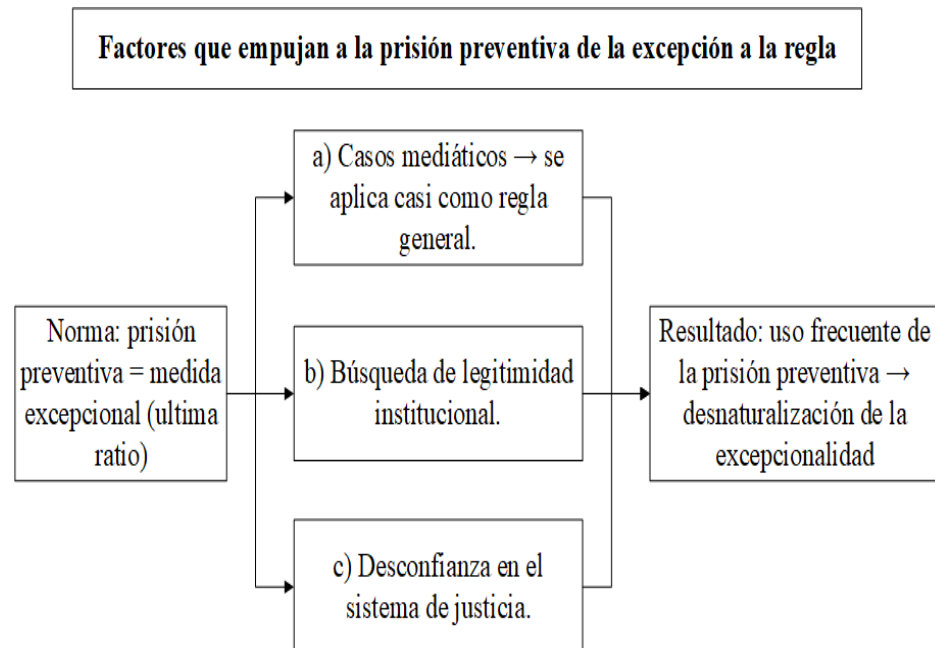 Factores que empujan a la prisión preventiva de la excepción a la regla
a) Casos mediáticos → se
aplica casi como regla
general.
Norma: prisión
preventiva = medida
excepcional (ultima
ratio)
b) Búsqueda de legitimidad
institucional.
Resultado: uso frecuente de
la prisión preventiva →
desnaturalización de la
excepcionalidad
c) Desconfianza en el
sistema de justicia.